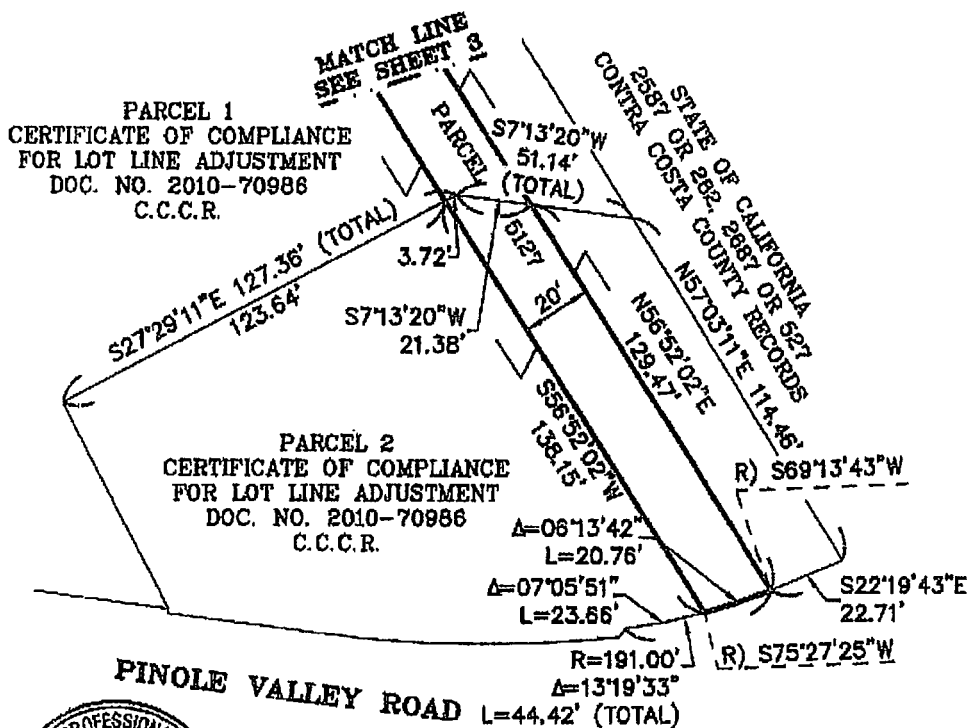 MATCH LINE
SEE SHEET 3
PARCEL 1
CERTIFICATE OF COMPLIANCE
FOR LOT LINE ADJUSTMENT
DOC. NO. 2010-70986
C.C.C.R.
PARCEL
5127
S7°13'20"W
51.14'
(TOTAL)
STATE OF CALIFORNIA
2587 OR 262, 2687 OR 527
CONTRA COSTA COUNTY RECORDS
N57°03'11"E 114.46'
S27°29'11"E 127.36' (TOTAL)
123.64'
3.72'
S7°13'20"W
21.38'
20'
N56°52'02"E
129.47'
S56°52'02"W
138.15'
PARCEL 2
CERTIFICATE OF COMPLIANCE
FOR LOT LINE ADJUSTMENT
DOC. NO. 2010-70986
C.C.C.R.
R) S69°13'43"W
Δ=06°13'42"
L=20.76'
Δ=07°05'51"
L=23.66'
S22°19'43"E
22.71'
R=191.00'
Δ=13°19'33"
L=44.42' (TOTAL)
R) S75°27'25"W
PINOLE VALLEY ROAD
PROFESSION